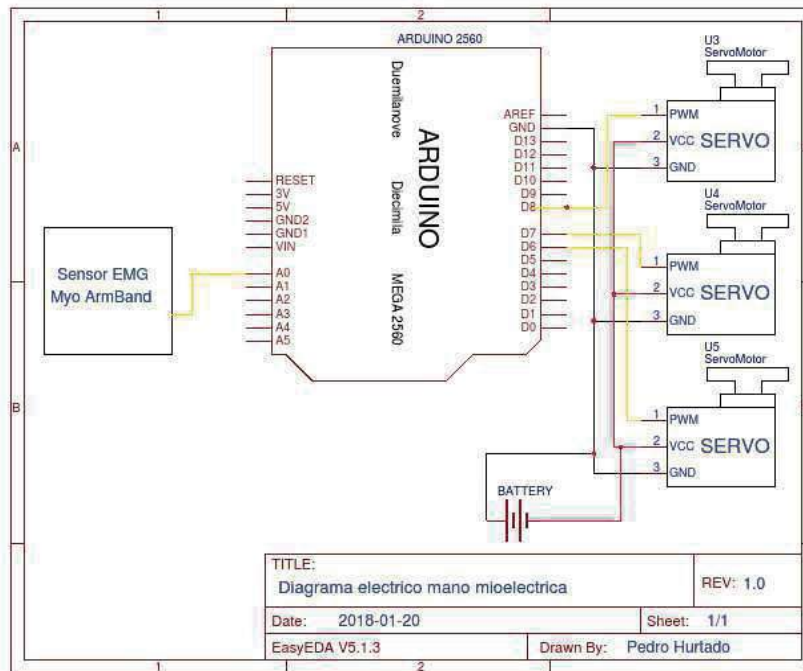 1
2
ARDUINO 2560
Duemilanove
Diecimila
MEGA 2560
ARDUINO
RESET
3V
5V
GND2
GND1
VIN
A0
A1
A2
A3
A4
A5
AREF
GND
D13
D12
D11
D10
D9
D8
D7
D6
D5
D4
D3
D2
D1
D0
A
B
Sensor EMG
Myo ArmBand
U3
ServoMotor
1 PWM
2 VCC SERVO
3 GND
U4
ServoMotor
1 PWM
2 VCC SERVO
3 GND
U5
ServoMotor
1 PWM
2 VCC SERVO
3 GND
BATTERY
TITLE:
Diagrama electrico mano mioelectrica
REV: 1.0
Date: 2018-01-20
Sheet: 1/1
EasyEDA V5.1.3
Drawn By: Pedro Hurtado
1
2